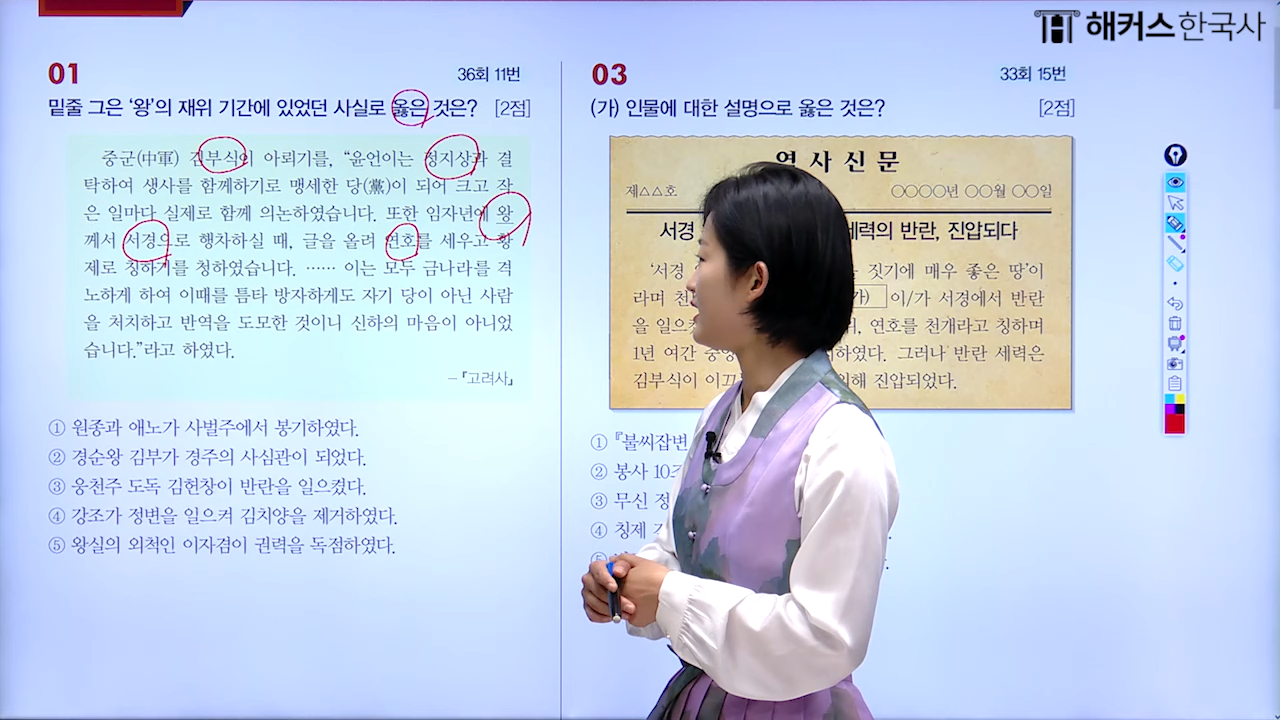 해커스한국사
01
36회 11번
밑줄 그은 ‘왕’의 재위 기간에 있었던 사실로 옳은 것은? [2점]
중군(中軍) 김부식이 아뢰기를, “윤언이는 정지상과 결
탁하여 생사를 함께하기로 맹세한 당(黨)이 되어 크고 작
은 일마다 실제로 함께 의논하였습니다. 또한 임자년에 왕
께서 서경으로 행차하실 때, 글을 올려 연호를 세우고 황
제로 칭하기를 청하였습니다. …… 이는 모두 금나라를 격
노하게 하여 이때를 틈타 방자하게도 자기 당이 아닌 사람
을 처치하고 반역을 도모한 것이니 신하의 마음이 아니었
습니다.”라고 하였다.
– 『고려사』
① 원종과 애노가 사벌주에서 봉기하였다.
② 경순왕 김부가 경주의 사심관이 되었다.
③ 웅천주 도독 김헌창이 반란을 일으켰다.
④ 강조가 정변을 일으켜 김치양을 제거하였다.
⑤ 왕실의 외척인 이자겸이 권력을 독점하였다.
03
33회 15번
(가) 인물에 대한 설명으로 옳은 것은? [2점]
역 사 신 문
제△△호 ○○○○년 ○○월 ○○일
서경 세력의 반란, 진압되다
‘서경 짓기에 매우 좋은 땅’이
라며 이/가 서경에서 반란
을 연호를 천개라고 칭하며
1년 여간 그러나 반란 세력은
김부식이 진압되었다.
① 『불씨잡변
② 봉사
③ 무신
④ 칭제
⑤